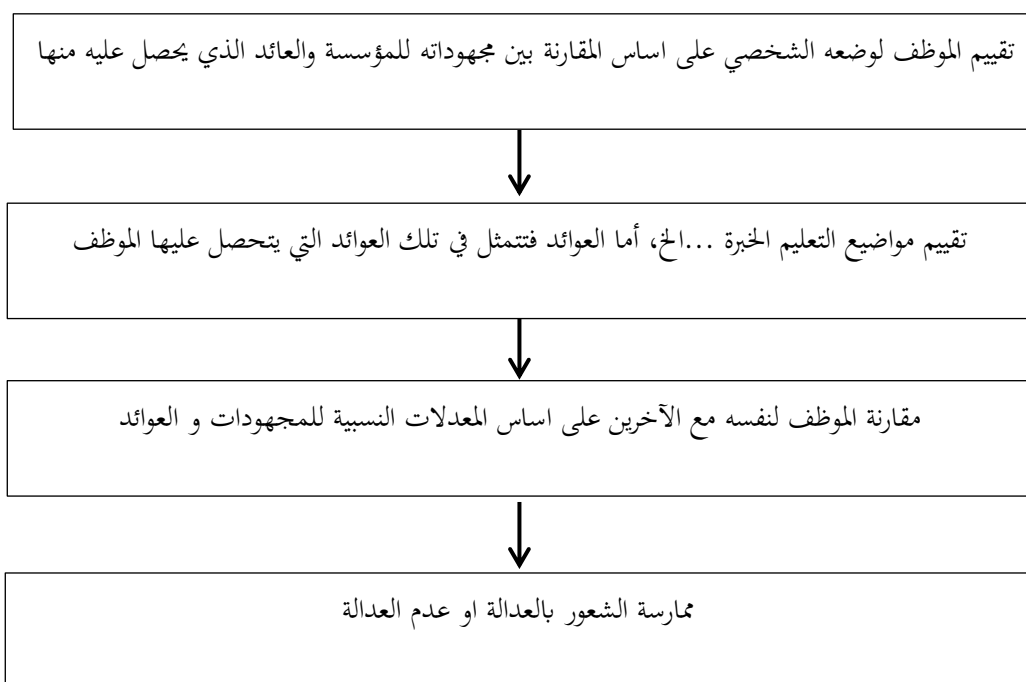 تقييم الموظف لوضعه الشخصي على اساس المقارنة بين مجهوداته للمؤسسة والعائد الذي يحصل عليه منها
تقييم مواضيع التعليم الخبرة ...الخ، أما العوائد فتتمثل في تلك العوائد التي يتحصل عليها الموظف
مقارنة الموظف لنفسه مع الآخرين على اساس المعدلات النسبية للمجهودات و العوائد
ممارسة الشعور بالعدالة او عدم العدالة